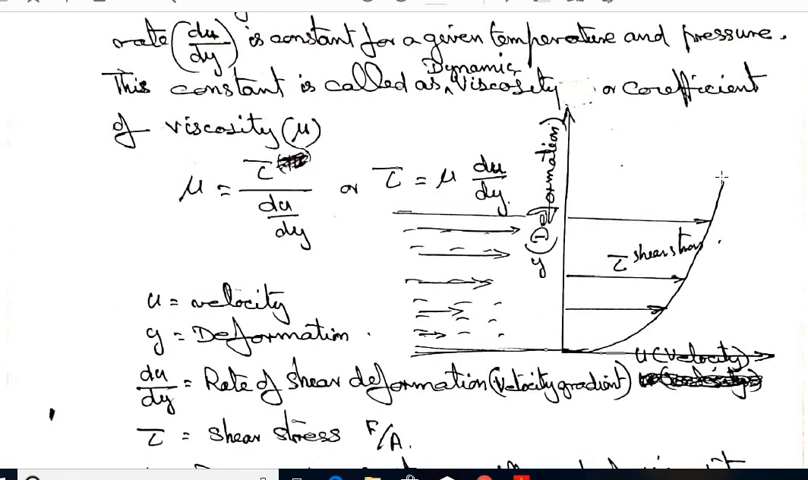 rate (du/dy) is constant for a given temperature and pressure.
This constant is called as Dynamic Viscosity or Coefficient
of viscosity (μ)
μ = τ / (du/dy) or τ = μ du/dy
y (Deformation)
τ shear stress
u (Velocity)
u = velocity
y = Deformation.
du/dy = Rate of shear deformation (Velocity gradient)
τ = shear stress F/A.